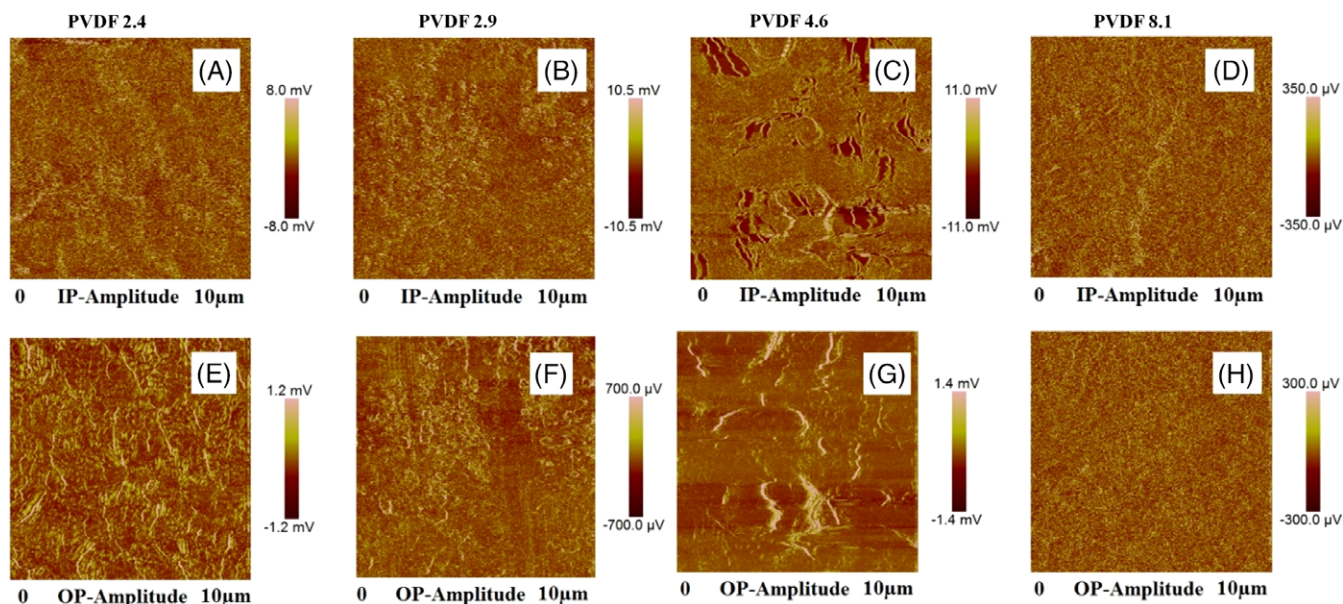 PVDF 2.4 PVDF 2.9 PVDF 4.6 PVDF 8.1
(A) (B) (C) (D)
8.0 mV 10.5 mV 11.0 mV 350.0 µV
-8.0 mV -10.5 mV -11.0 mV -350.0 µV
0 IP-Amplitude 10µm 0 IP-Amplitude 10µm 0 IP-Amplitude 10µm 0 IP-Amplitude 10µm
(E) (F) (G) (H)
1.2 mV 700.0 µV 1.4 mV 300.0 µV
-1.2 mV -700.0 µV -1.4 mV -300.0 µV
0 OP-Amplitude 10µm 0 OP-Amplitude 10µm 0 OP-Amplitude 10µm 0 OP-Amplitude 10µm